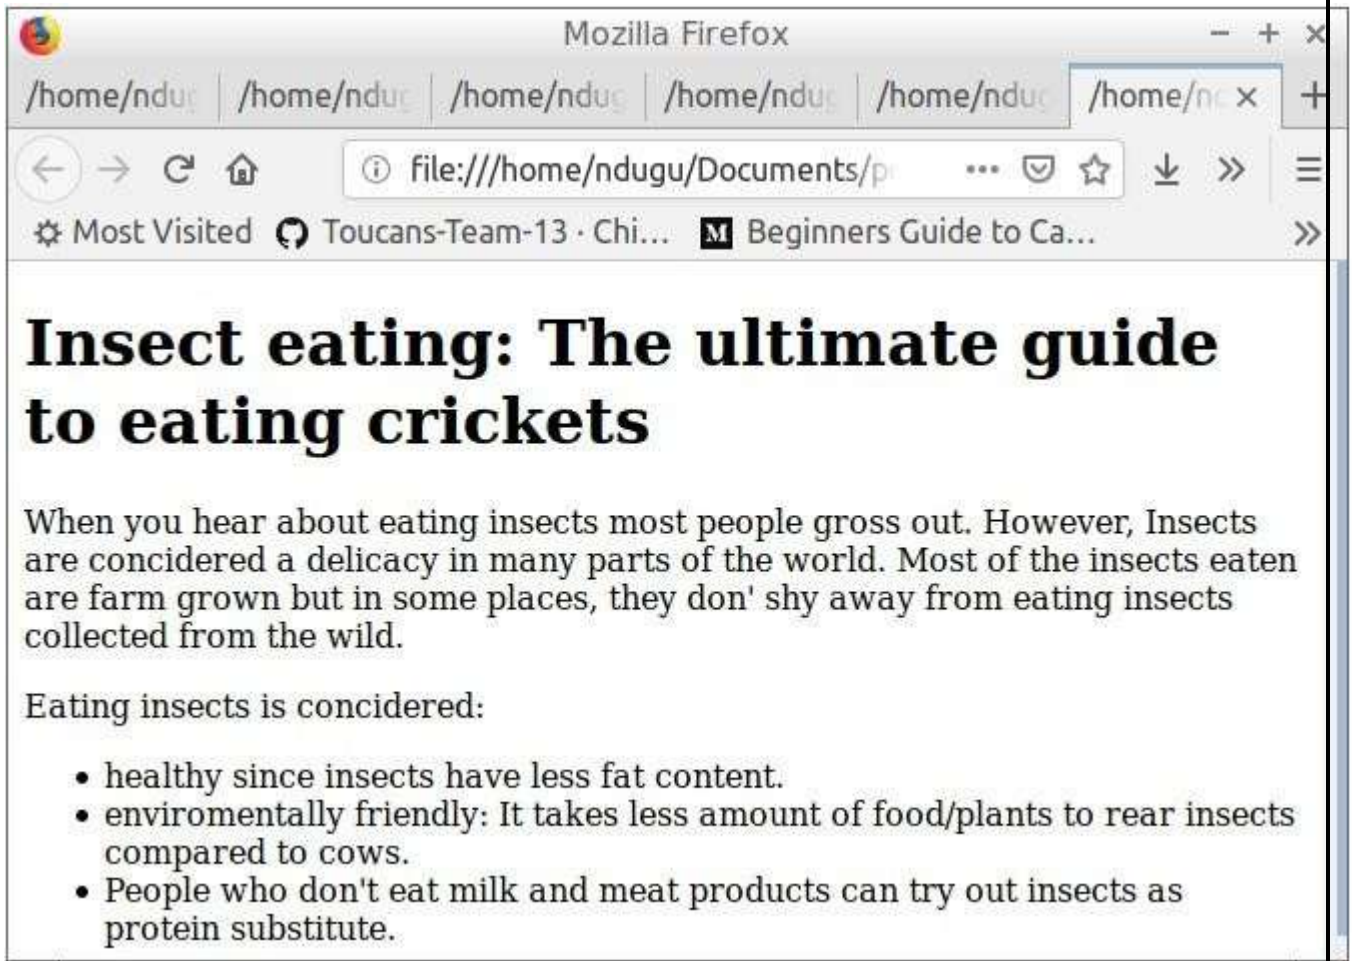 Mozilla Firefox
/home/ndug /home/ndug /home/ndug /home/ndug /home/ndug /home/nd
file:///home/ndugu/Documents/p
Most Visited Toucans-Team-13 · Chi... M Beginners Guide to Ca...
Insect eating: The ultimate guide
to eating crickets
When you hear about eating insects most people gross out. However, Insects
are concidered a delicacy in many parts of the world. Most of the insects eaten
are farm grown but in some places, they don' shy away from eating insects
collected from the wild.
Eating insects is concidered:
• healthy since insects have less fat content.
• enviromentally friendly: It takes less amount of food/plants to rear insects
compared to cows.
• People who don't eat milk and meat products can try out insects as
protein substitute.